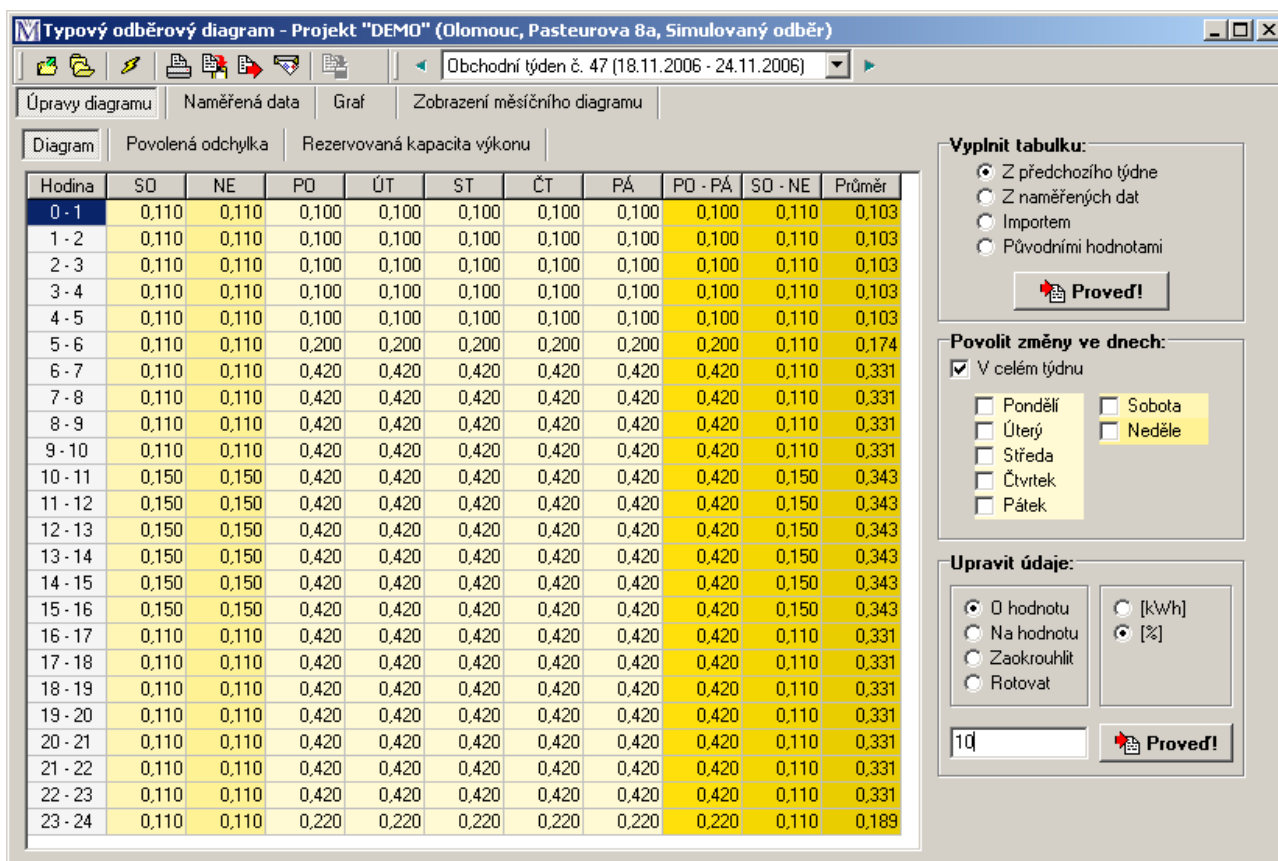 Typový odběrový diagram - Projekt "DEMO" (Olomouc, Pasteurova 8a, Simulovaný odběr)
Obchodní týden č. 47 (18.11.2006 - 24.11.2006)
Úpravy diagramu Naměřená data Graf Zobrazení měsíčního diagramu
Diagram Povolená odchylka Rezervovaná kapacita výkonu
Hodina SO NE PO ÚT ST ČT PÁ PO - PÁ SO - NE Průměr
0 - 1 0,110 0,110 0,100 0,100 0,100 0,100 0,100 0,100 0,110 0,103
1 - 2 0,110 0,110 0,100 0,100 0,100 0,100 0,100 0,100 0,110 0,103
2 - 3 0,110 0,110 0,100 0,100 0,100 0,100 0,100 0,100 0,110 0,103
3 - 4 0,110 0,110 0,100 0,100 0,100 0,100 0,100 0,100 0,110 0,103
4 - 5 0,110 0,110 0,100 0,100 0,100 0,100 0,100 0,100 0,110 0,103
5 - 6 0,110 0,110 0,200 0,200 0,200 0,200 0,200 0,200 0,110 0,174
6 - 7 0,110 0,110 0,420 0,420 0,420 0,420 0,420 0,420 0,110 0,331
7 - 8 0,110 0,110 0,420 0,420 0,420 0,420 0,420 0,420 0,110 0,331
8 - 9 0,110 0,110 0,420 0,420 0,420 0,420 0,420 0,420 0,110 0,331
9 - 10 0,110 0,110 0,420 0,420 0,420 0,420 0,420 0,420 0,110 0,331
10 - 11 0,150 0,150 0,420 0,420 0,420 0,420 0,420 0,420 0,150 0,343
11 - 12 0,150 0,150 0,420 0,420 0,420 0,420 0,420 0,420 0,150 0,343
12 - 13 0,150 0,150 0,420 0,420 0,420 0,420 0,420 0,420 0,150 0,343
13 - 14 0,150 0,150 0,420 0,420 0,420 0,420 0,420 0,420 0,150 0,343
14 - 15 0,150 0,150 0,420 0,420 0,420 0,420 0,420 0,420 0,150 0,343
15 - 16 0,150 0,150 0,420 0,420 0,420 0,420 0,420 0,420 0,150 0,343
16 - 17 0,110 0,110 0,420 0,420 0,420 0,420 0,420 0,420 0,110 0,331
17 - 18 0,110 0,110 0,420 0,420 0,420 0,420 0,420 0,420 0,110 0,331
18 - 19 0,110 0,110 0,420 0,420 0,420 0,420 0,420 0,420 0,110 0,331
19 - 20 0,110 0,110 0,420 0,420 0,420 0,420 0,420 0,420 0,110 0,331
20 - 21 0,110 0,110 0,420 0,420 0,420 0,420 0,420 0,420 0,110 0,331
21 - 22 0,110 0,110 0,420 0,420 0,420 0,420 0,420 0,420 0,110 0,331
22 - 23 0,110 0,110 0,420 0,420 0,420 0,420 0,420 0,420 0,110 0,331
23 - 24 0,110 0,110 0,220 0,220 0,220 0,220 0,220 0,220 0,110 0,189
Vyplnit tabulku:
Z předchozího týdne
Z naměřených dat
Importem
Původními hodnotami
Proveď!
Povolit změny ve dnech:
V celém týdnu
Pondělí Sobota
Úterý Neděle
Středa
Čtvrtek
Pátek
Upravit údaje:
O hodnotu [kWh]
Na hodnotu [%]
Zaokrouhlit
Rotovat
10 Proveď!